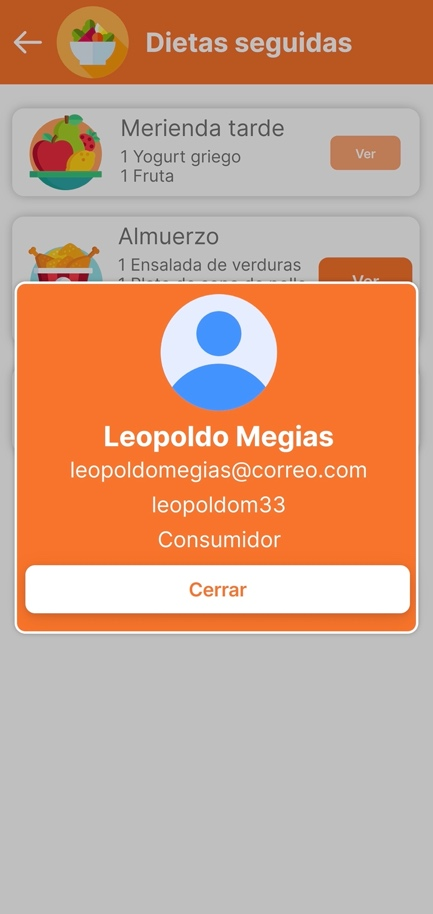 Dietas seguidas
Merienda tarde
1 Yogurt griego
1 Fruta
Ver
Almuerzo
1 Ensalada de verduras
Ver
Leopoldo Megias
leopoldomegias@correo.com
leopoldom33
Consumidor
Cerrar